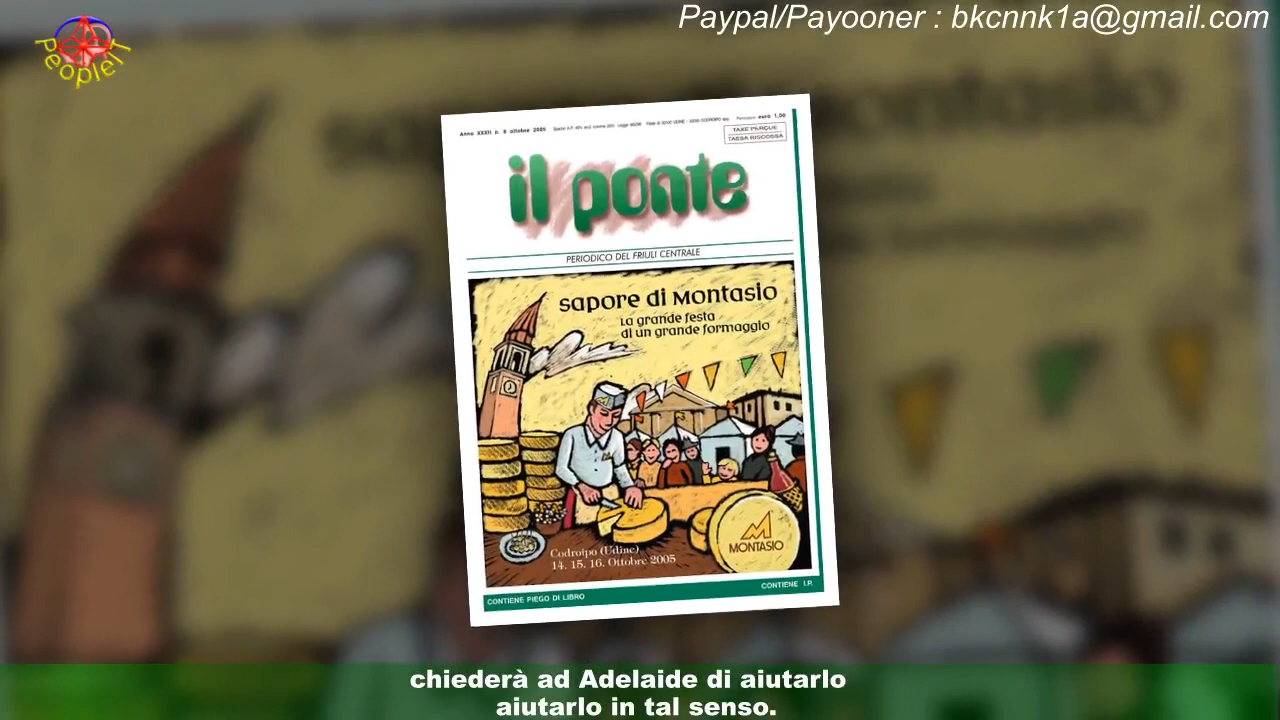 Paypal/Payooner : bkcnnk1a@gmail.com
PeopleIT
Anno XXXII n. 8 ottobre 2005
euro 1,00
TAXE PERÇUE
TASSA RISCOSSA
il ponte
PERIODICO DEL FRIULI CENTRALE
sapore di Montasio
La grande festa
di un grande formaggio
MONTASIO
Codroipo (Udine)
14. 15. 16. Ottobre 2005
CONTIENE PIEGO DI LIBRO
CONTIENE I.P.
chiederà ad Adelaide di aiutarlo
aiutarlo in tal senso.